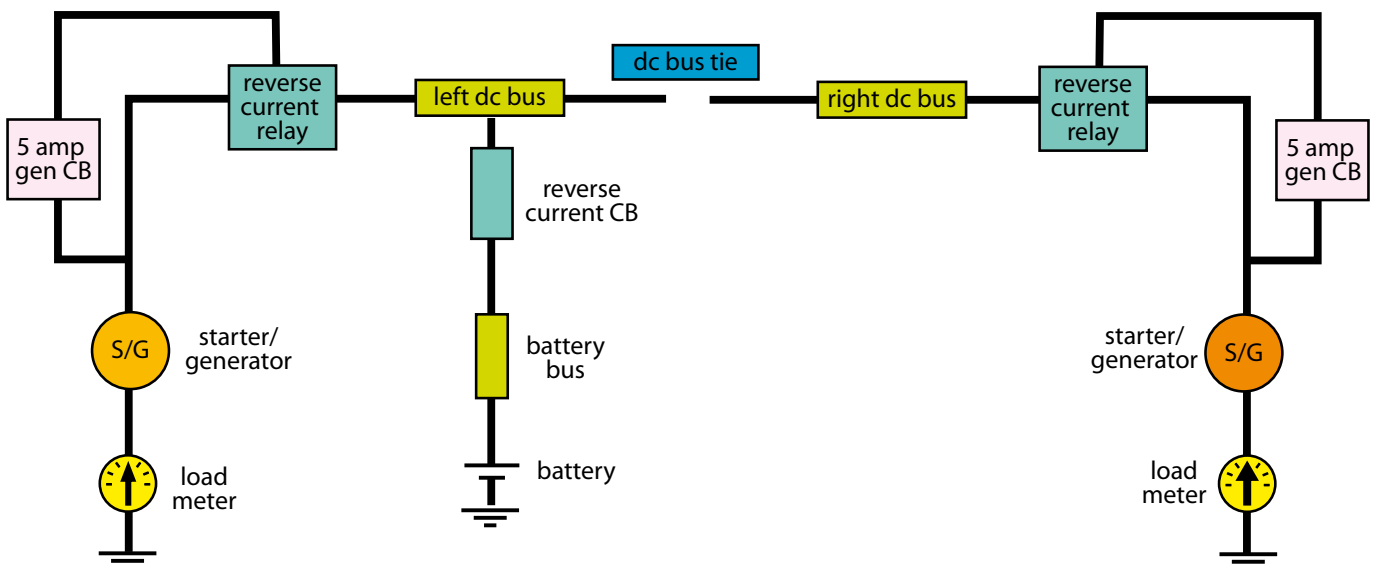 dc bus tie
reverse
current
relay
left dc bus
right dc bus
reverse
current
relay
5 amp
gen CB
5 amp
gen CB
reverse
current CB
S/G
starter/
generator
battery
bus
starter/
generator
S/G
load
meter
battery
load
meter